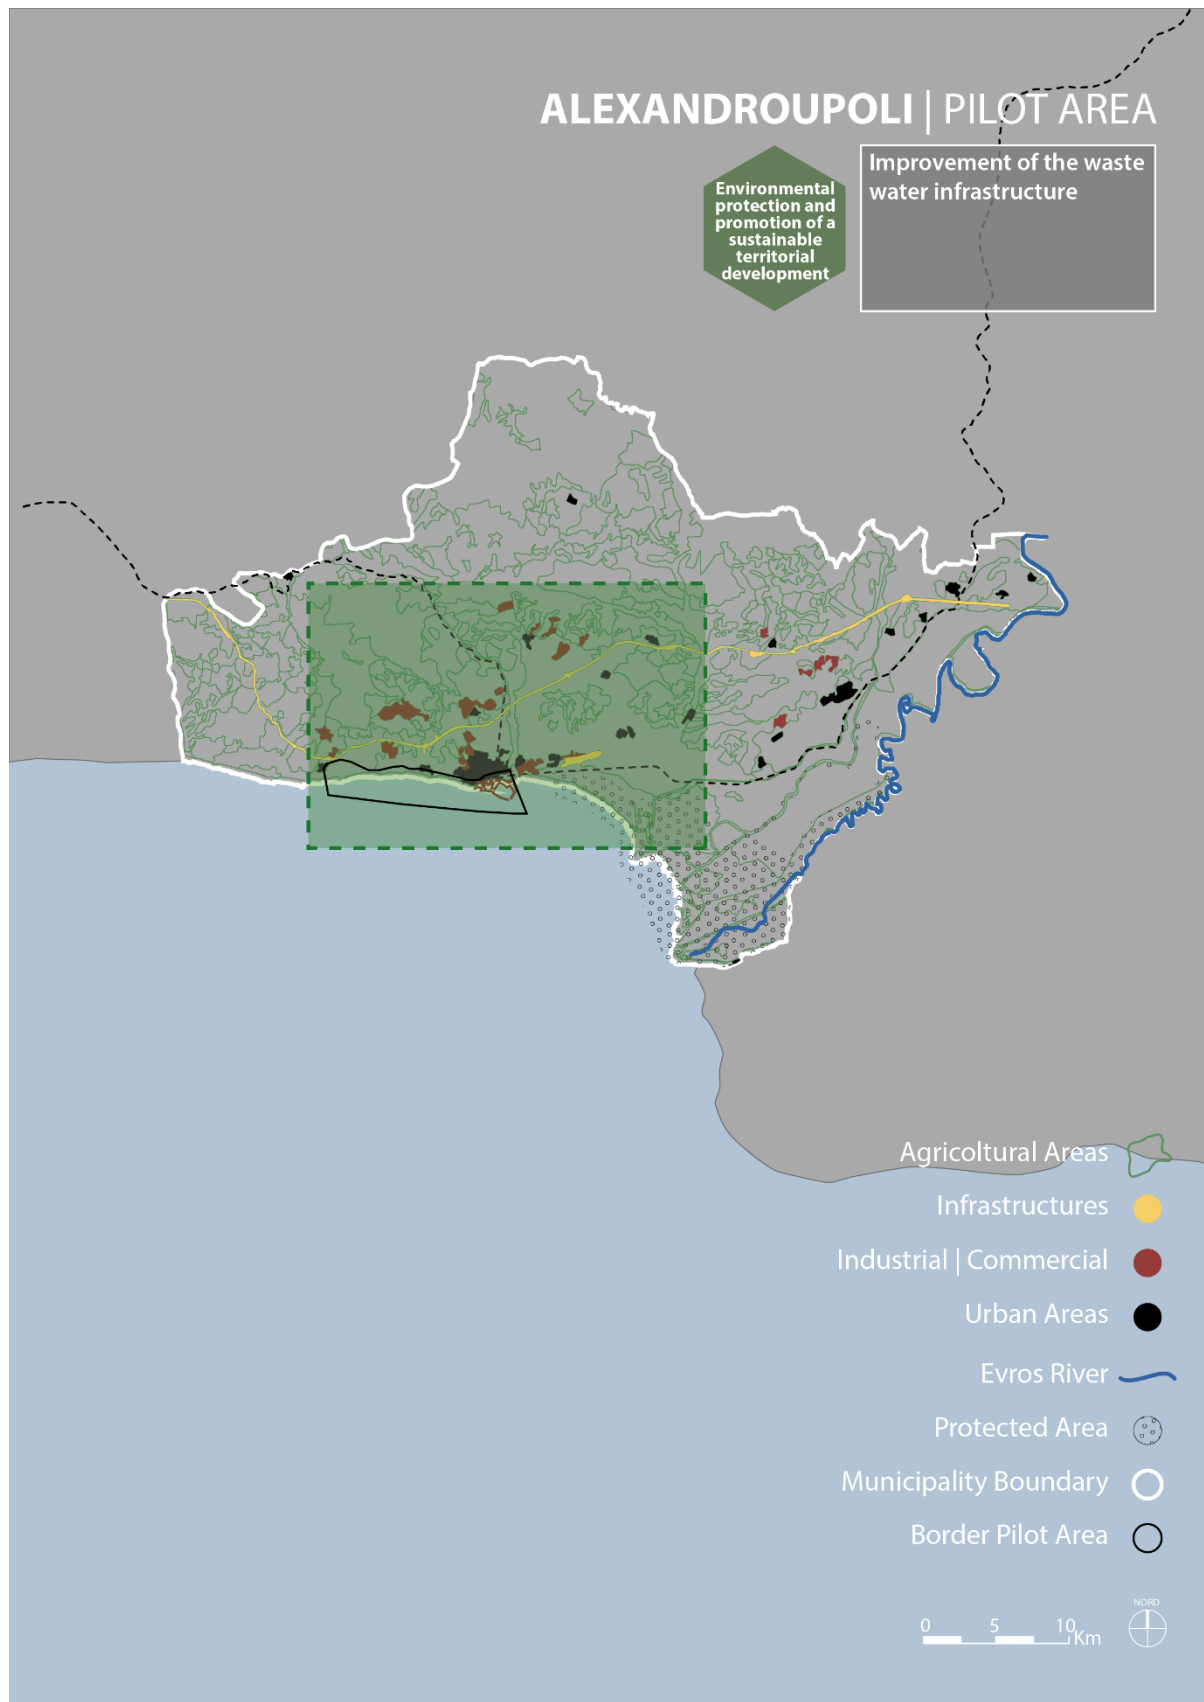 ALEXANDROUPOLI | PILOT AREA
Environmental
protection and
promotion of a
sustainable
territorial
development
Improvement of the waste
water infrastructure
Agricoltural Areas
Infrastructures
Industrial | Commercial
Urban Areas
Evros River
Protected Area
Municipality Boundary
Border Pilot Area
NORD
0 5 10 Km